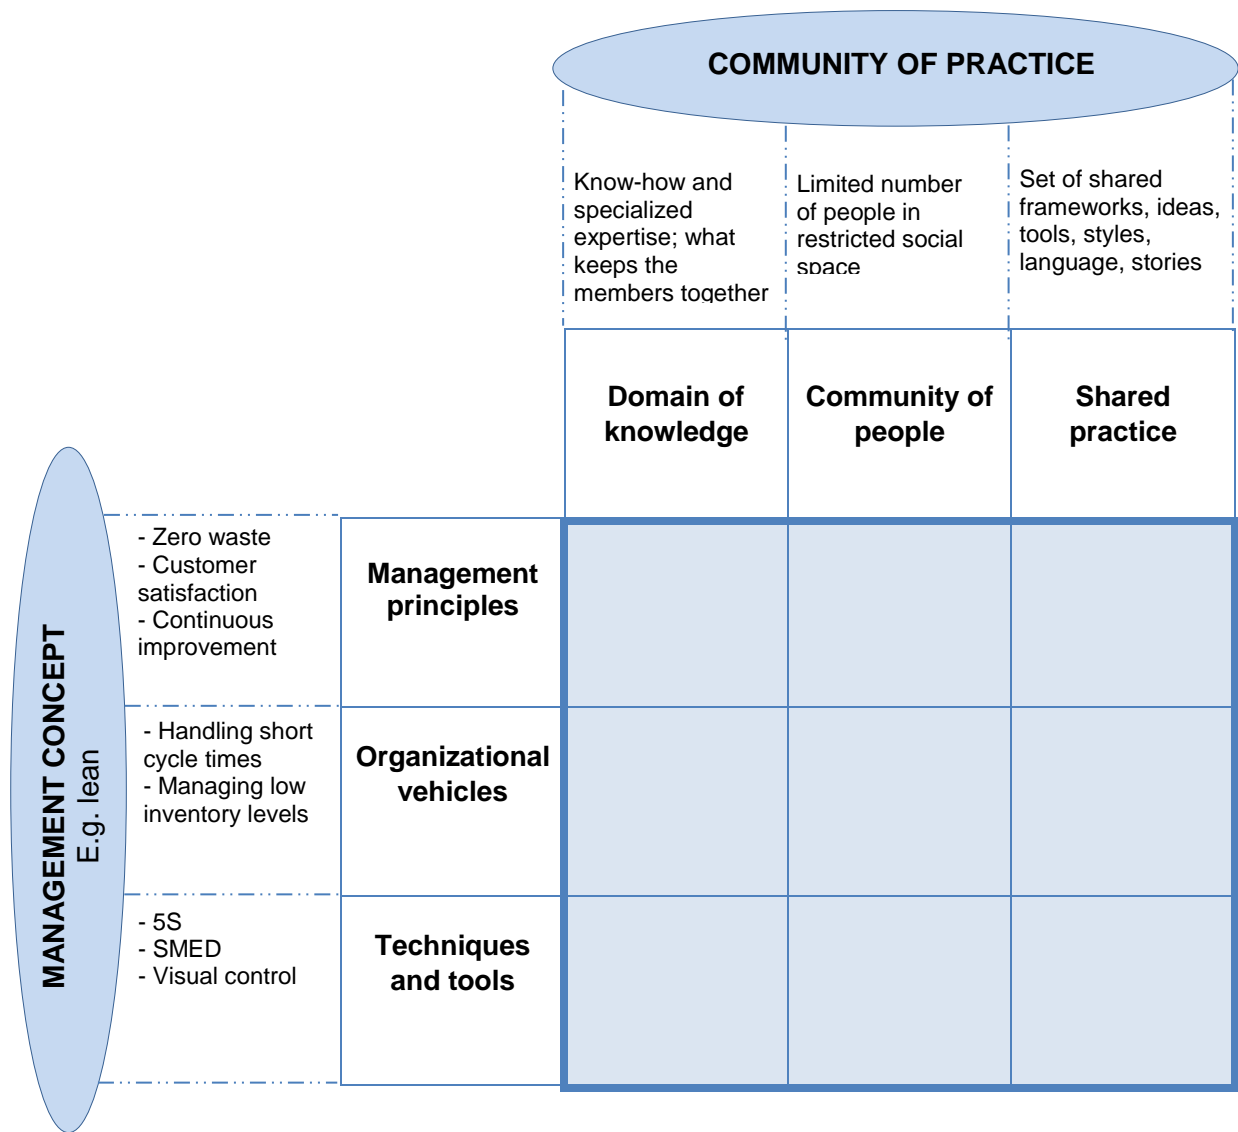 COMMUNITY OF PRACTICE
Know-how and
specialized
expertise; what
keeps the
members together
Limited number
of people in
restricted social
space
Set of shared
frameworks, ideas,
tools, styles,
language, stories
Domain of
knowledge
Community of
people
Shared
practice
MANAGEMENT CONCEPT
E.g. lean
- Zero waste
- Customer
satisfaction
- Continuous
improvement
Management
principles
- Handling short
cycle times
- Managing low
inventory levels
Organizational
vehicles
- 5S
- SMED
- Visual control
Techniques
and tools